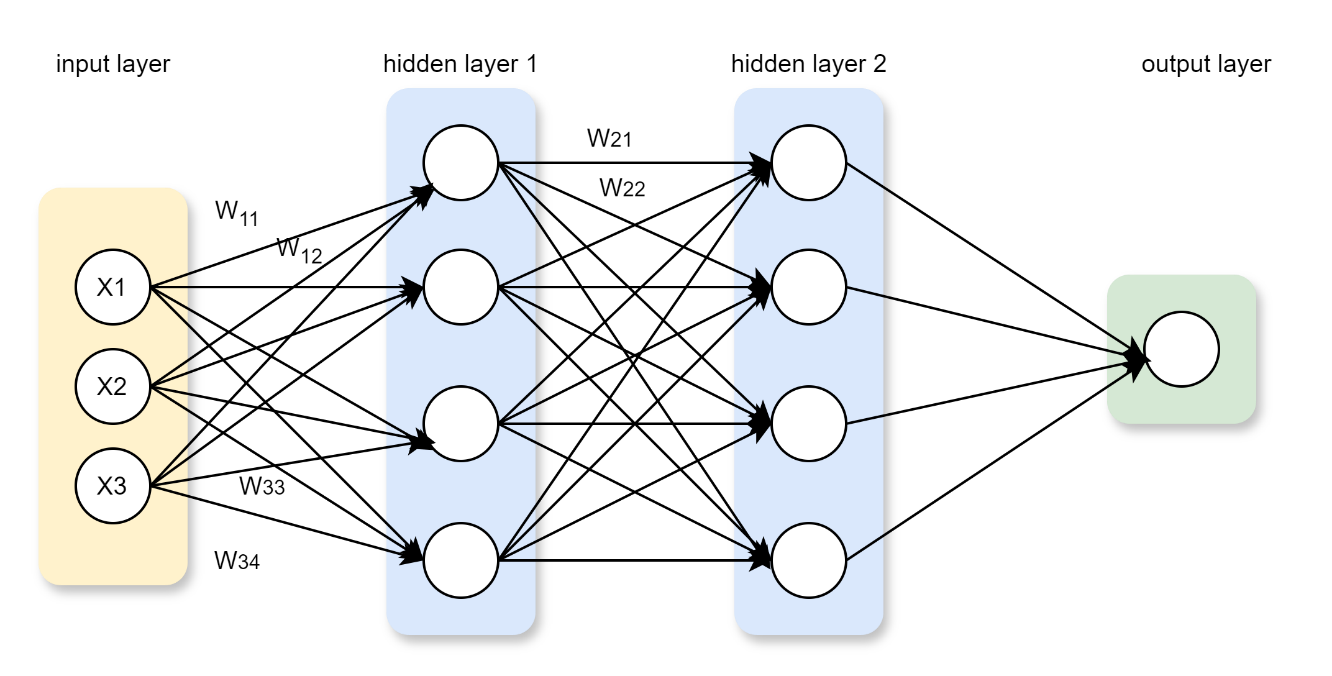 input layer
hidden layer 1
hidden layer 2
output layer
W21
W22
W11
W12
X1
X2
X3
W33
W34